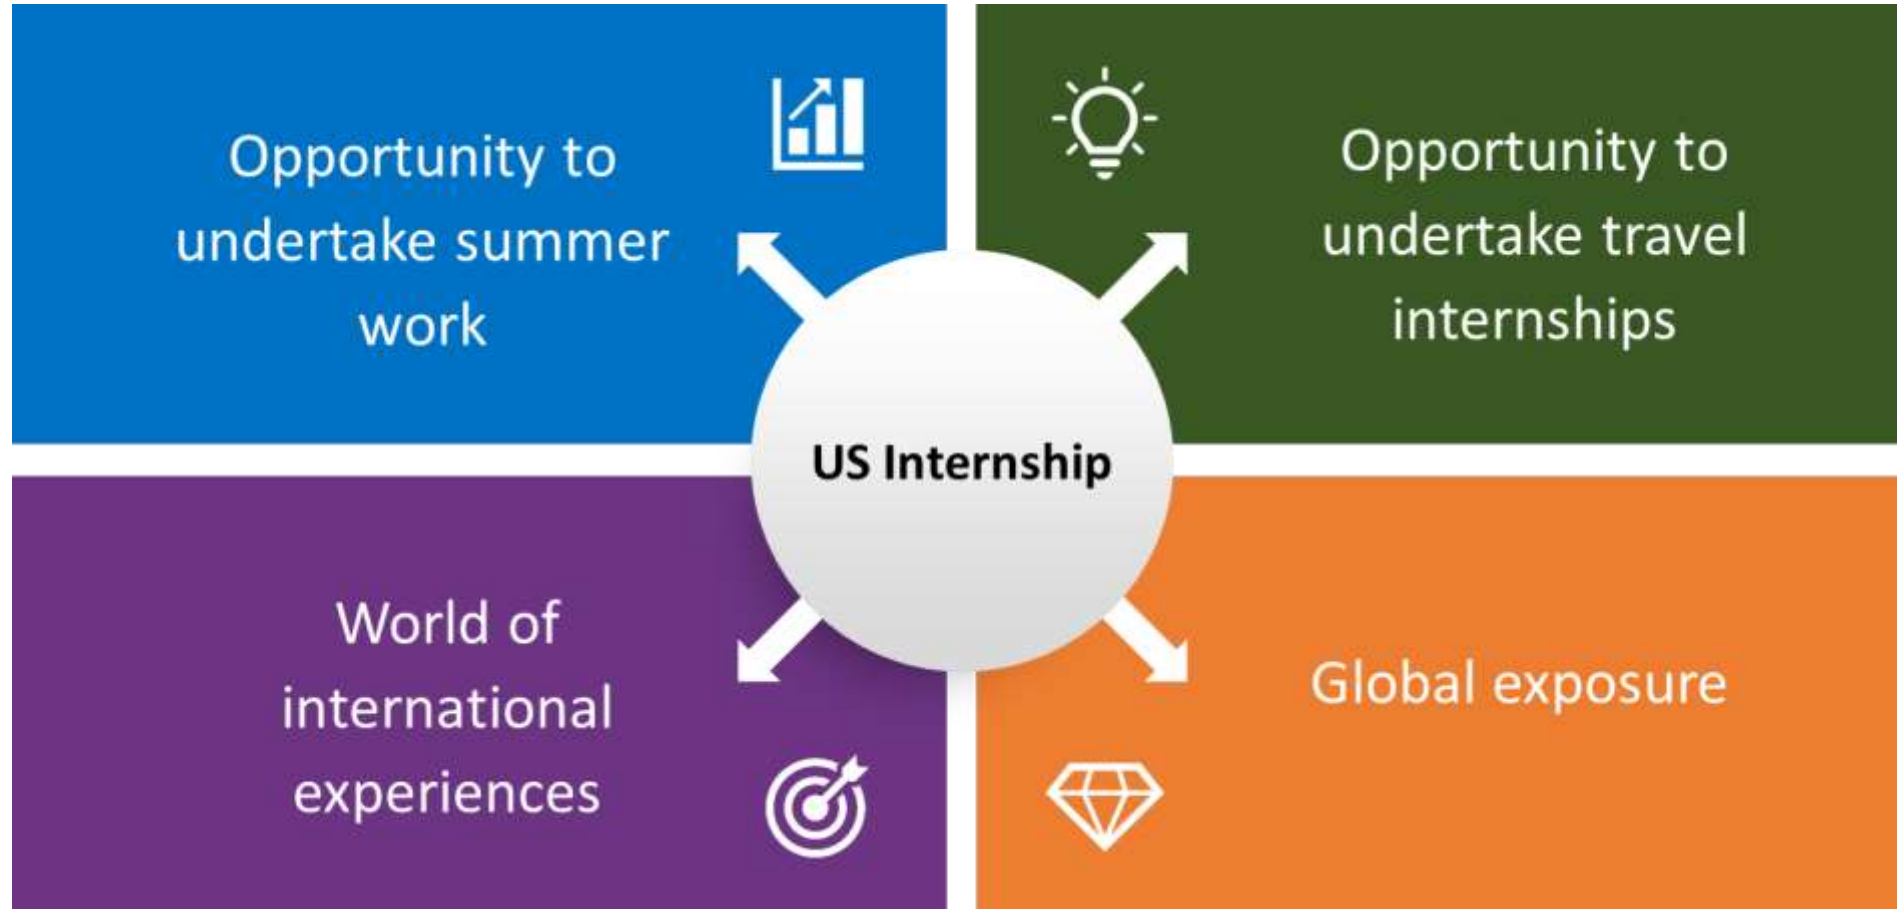 Opportunity to
undertake summer
work
Opportunity to
undertake travel
internships
US Internship
World of
international
experiences
Global exposure